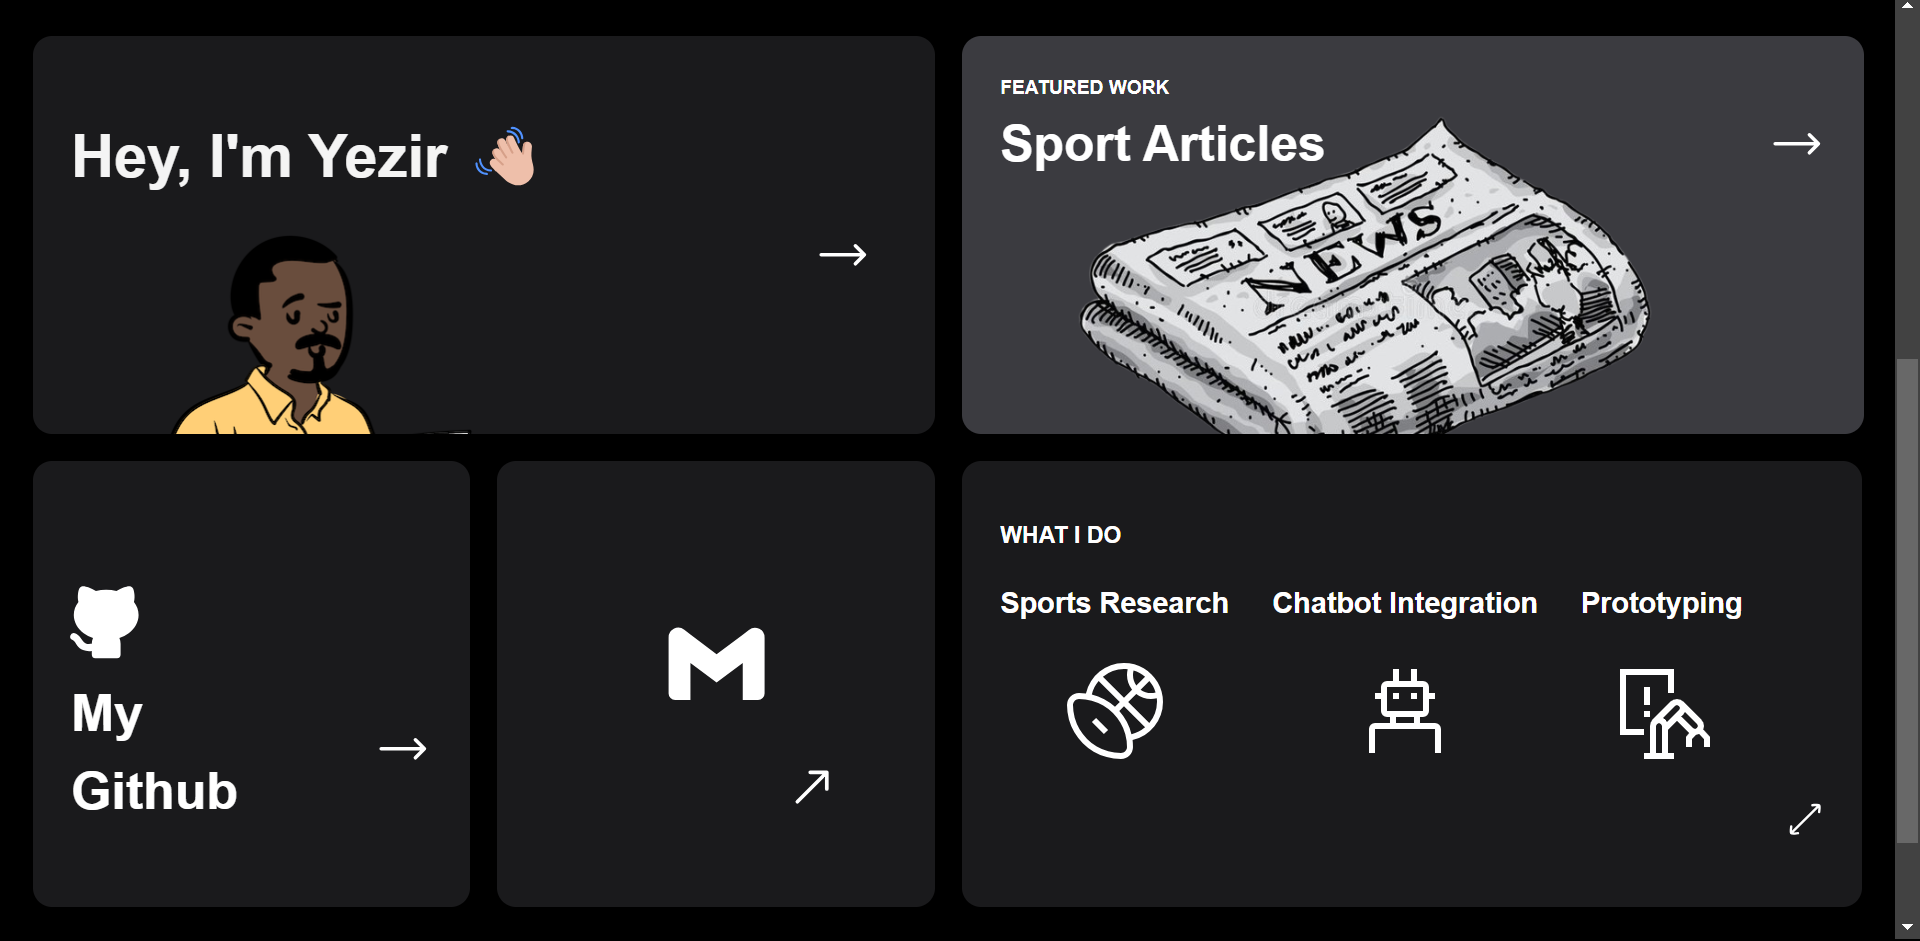 Hey, I'm Yezir 👋🏻
FEATURED WORK
Sport Articles
NEWS
My
Github
WHAT I DO
Sports Research
Chatbot Integration
Prototyping